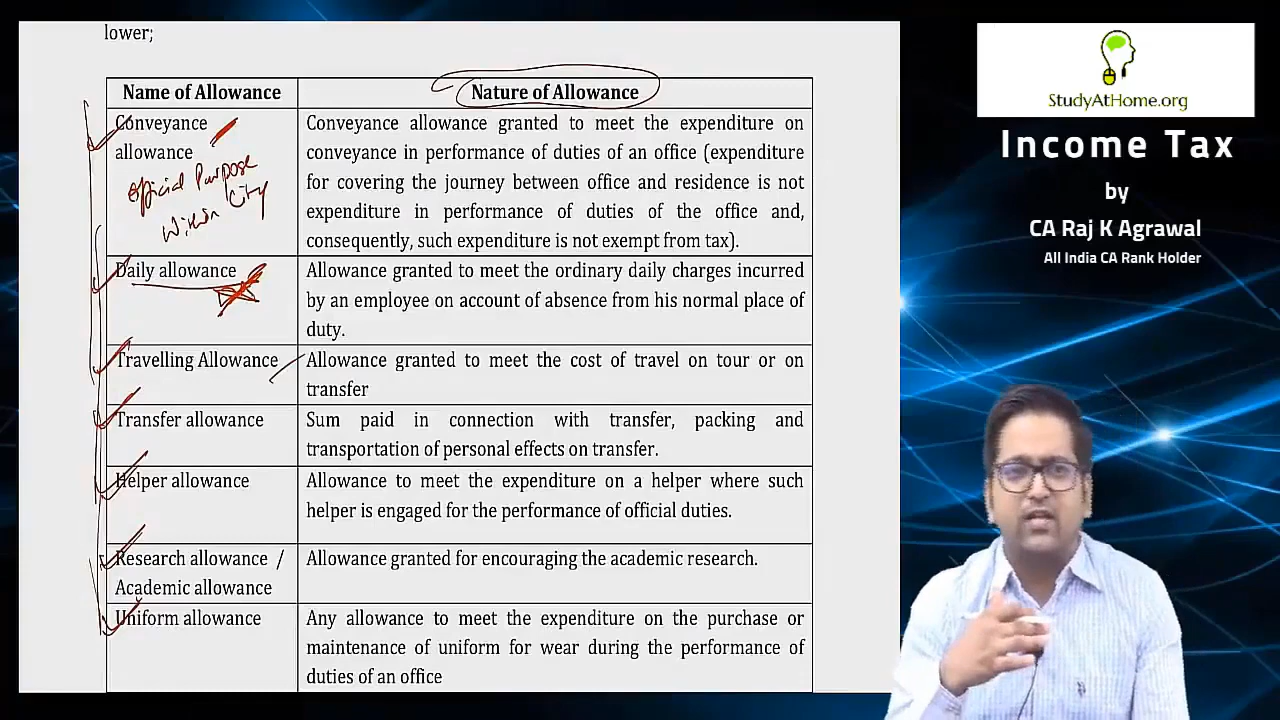 lower;
Name of Allowance
Nature of Allowance
Conveyance
allowance
Official Purpose
Within City
Conveyance allowance granted to meet the expenditure on
conveyance in performance of duties of an office (expenditure
for covering the journey between office and residence is not
expenditure in performance of duties of the office and,
consequently, such expenditure is not exempt from tax).
Daily allowance
Allowance granted to meet the ordinary daily charges incurred
by an employee on account of absence from his normal place of
duty.
Travelling Allowance
Allowance granted to meet the cost of travel on tour or on
transfer
Transfer allowance
Sum paid in connection with transfer, packing and
transportation of personal effects on transfer.
Helper allowance
Allowance to meet the expenditure on a helper where such
helper is engaged for the performance of official duties.
Research allowance /
Academic allowance
Allowance granted for encouraging the academic research.
Uniform allowance
Any allowance to meet the expenditure on the purchase or
maintenance of uniform for wear during the performance of
duties of an office
StudyAtHome.org
Income Tax
by
CA Raj K Agrawal
All India CA Rank Holder